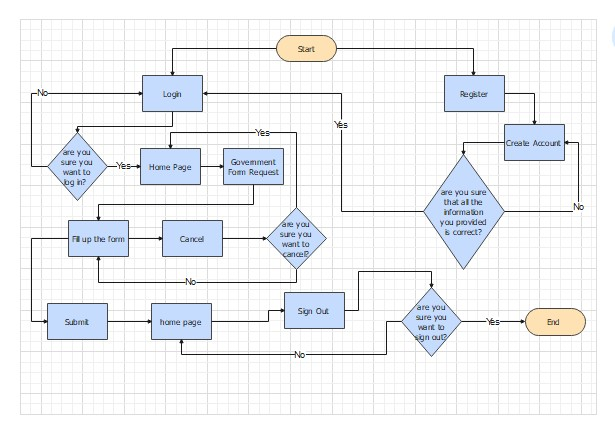 Start
Login
Register
No
Yes
Create Account
Yes
are you
sure you
want to
log in?
Yes
Home Page
Government
Form Request
are you sure
that all the
information
you provided
is correct?
No
Fill up the form
Cancel
are you
sure you
want to
cancel?
No
Submit
home page
Sign Out
are you
sure you
want to
sign out?
Yes
End
No